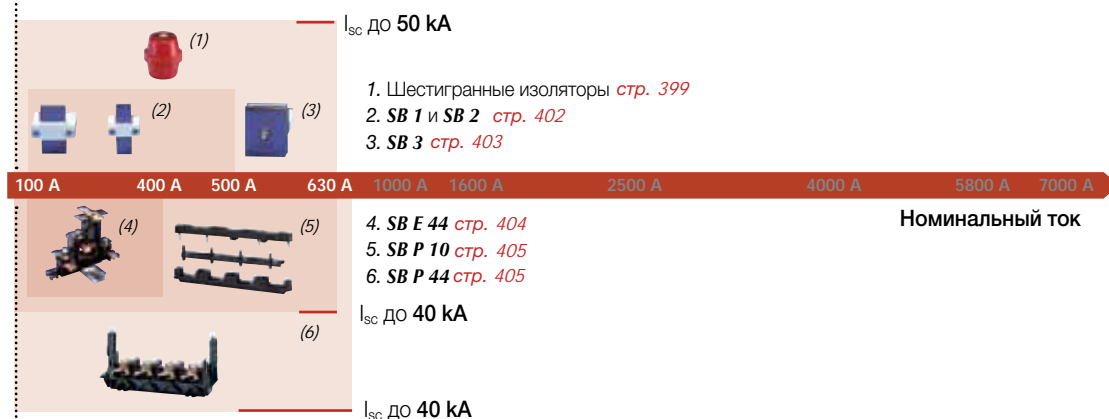 I_sc до 50 kA
(1)
(2)
(3)
1. Шестигранные изоляторы стр. 399
2. SB 1 и SB 2 стр. 402
3. SB 3 стр. 403
100 A 400 A 500 A 630 A 1000 A 1600 A 2500 A 4000 A 5800 A 7000 A
Номинальный ток
(4)
(5)
4. SB E 44 стр. 404
5. SB P 10 стр. 405
6. SB P 44 стр. 405
I_sc до 40 kA
(6)
I_sc до 40 kA